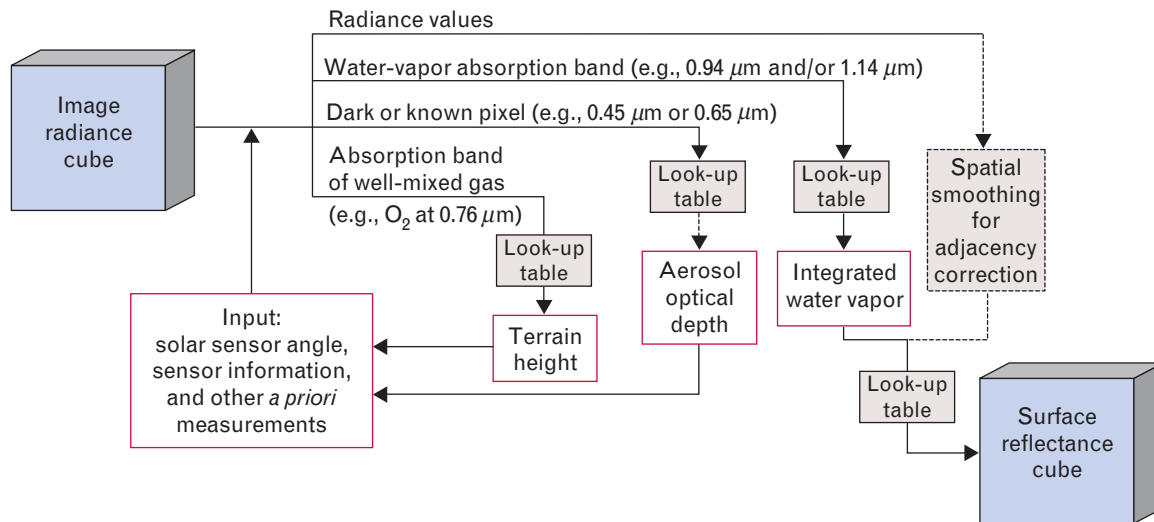 Radiance values
Water-vapor absorption band (e.g., 0.94 μm and/or 1.14 μm)
Dark or known pixel (e.g., 0.45 μm or 0.65 μm)
Absorption band
of well-mixed gas
(e.g., O₂ at 0.76 μm)
Image
radiance
cube
Look-up
table
Look-up
table
Look-up
table
Spatial
smoothing
for
adjacency
correction
Input:
solar sensor angle,
sensor information,
and other a priori
measurements
Terrain
height
Aerosol
optical
depth
Integrated
water vapor
Look-up
table
Surface
reflectance
cube